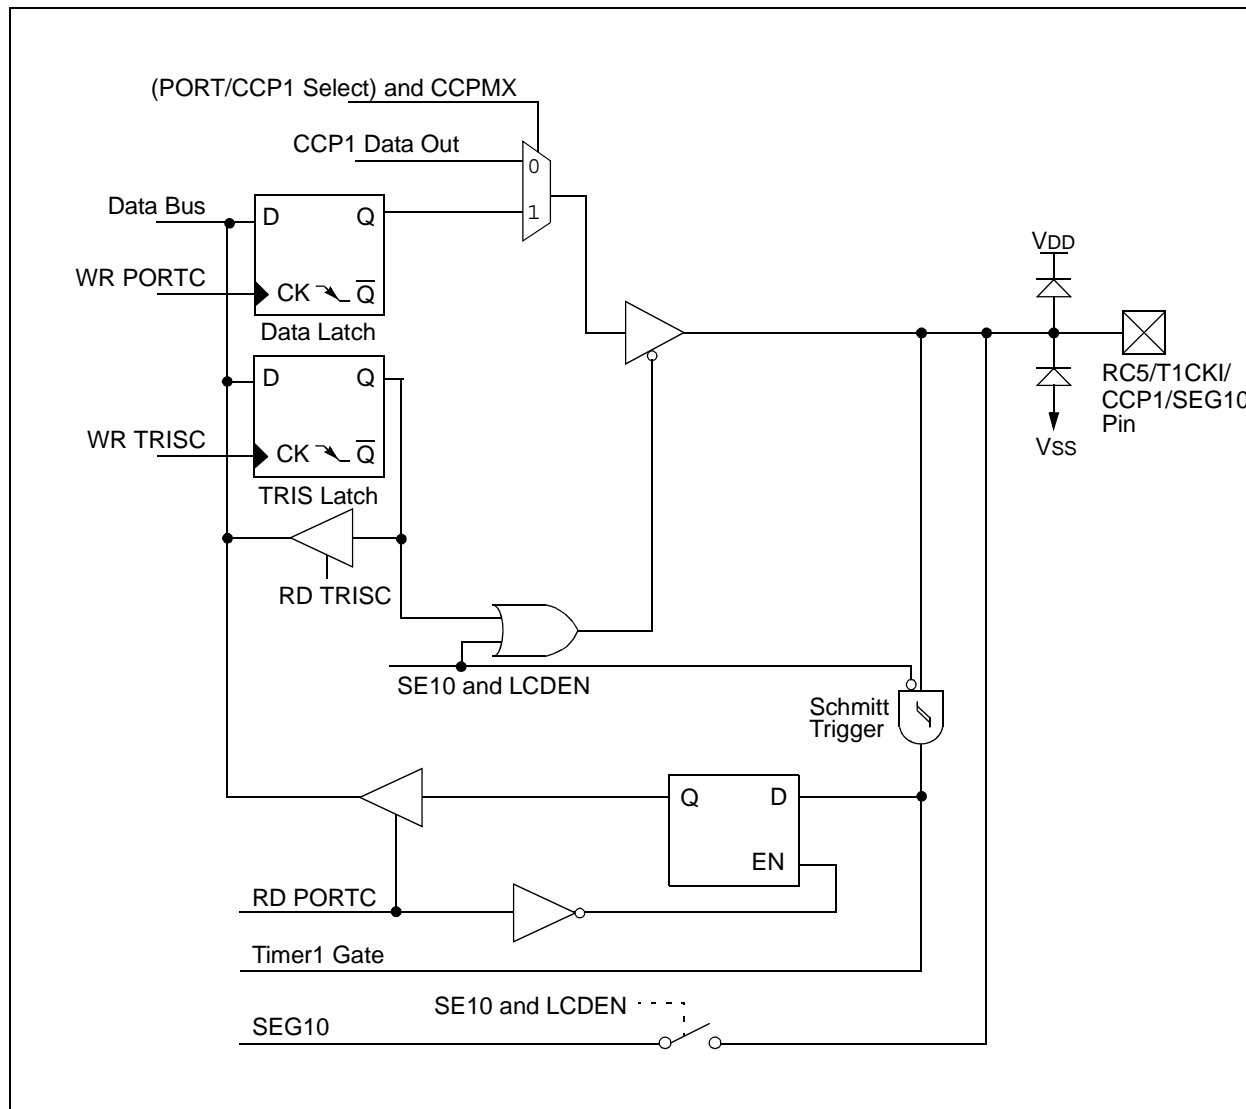 (PORT/CCP1 Select) and CCPMX
CCP1 Data Out
0
Data Bus
D
Q
1
VDD
WR PORTC
CK
Q
Data Latch
D
Q
RC5/T1CKI/
CCP1/SEG10
Pin
WR TRISC
CK
Q
VSS
TRIS Latch
RD TRISC
SE10 and LCDEN
Schmitt
Trigger
Q
D
EN
RD PORTC
Timer1 Gate
SE10 and LCDEN
SEG10